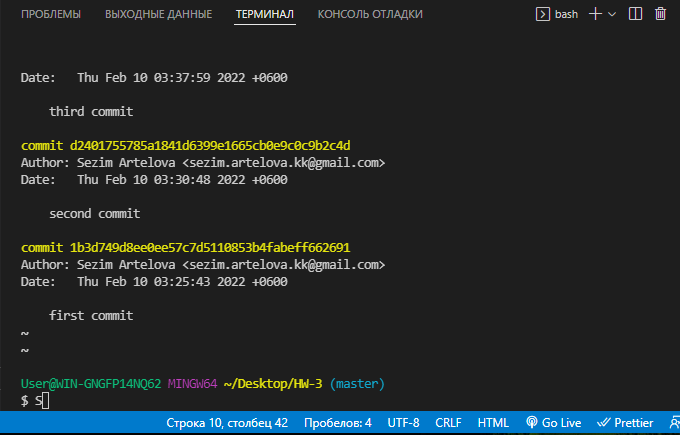 ПРОБЛЕМЫ ВЫХОДНЫЕ ДАННЫЕ ТЕРМИНАЛ КОНСОЛЬ ОТЛАДКИ bash
Date:   Thu Feb 10 03:37:59 2022 +0600
third commit
commit d2401755785a1841d6399e1665cb0e9c0c9b2c4d
Author: Sezim Artelova <sezim.artelova.kk@gmail.com>
Date:   Thu Feb 10 03:30:48 2022 +0600
second commit
commit 1b3d749d8ee0ee57c7d5110853b4fabeff662691
Author: Sezim Artelova <sezim.artelova.kk@gmail.com>
Date:   Thu Feb 10 03:25:43 2022 +0600
first commit
~
~
User@WIN-GNGFP14NQ62 MINGW64 ~/Desktop/HW-3 (master)
$ S
Строка 10, столбец 42 Пробелов: 4 UTF-8 CRLF HTML Go Live Prettier